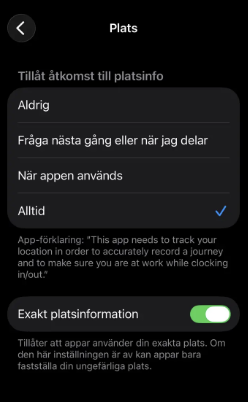 Plats
Tillåt åtkomst till platsinfo
Aldrig
Fråga nästa gång eller när jag delar
När appen används
Alltid
App-förklaring: "This app needs to track your
location in order to accurately record a journey
and to make sure you are at work while clocking
in/out."
Exakt platsinformation
Tillåter att appar använder din exakta plats. Om
den här inställningen är av kan appar bara
fastställa din ungefärliga plats.